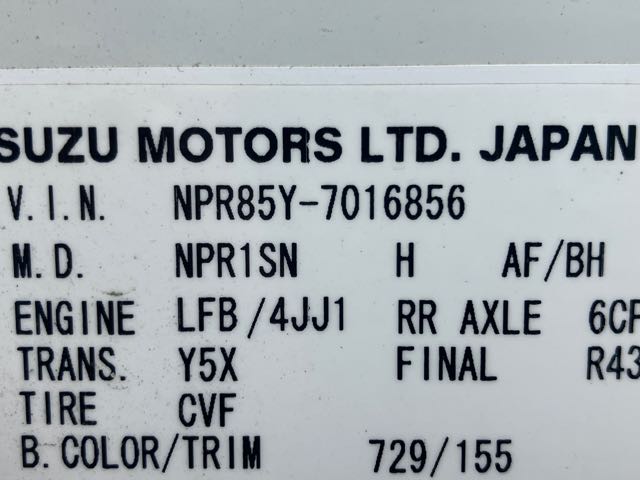 SUZU MOTORS LTD. JAPAN
V.I.N. NPR85Y-7016856
M.D. NPR1SN H AF/BH
ENGINE LFB/4JJ1 RR AXLE 6CP
TRANS. Y5X FINAL R43
TIRE CVF
B.COLOR/TRIM 729/155